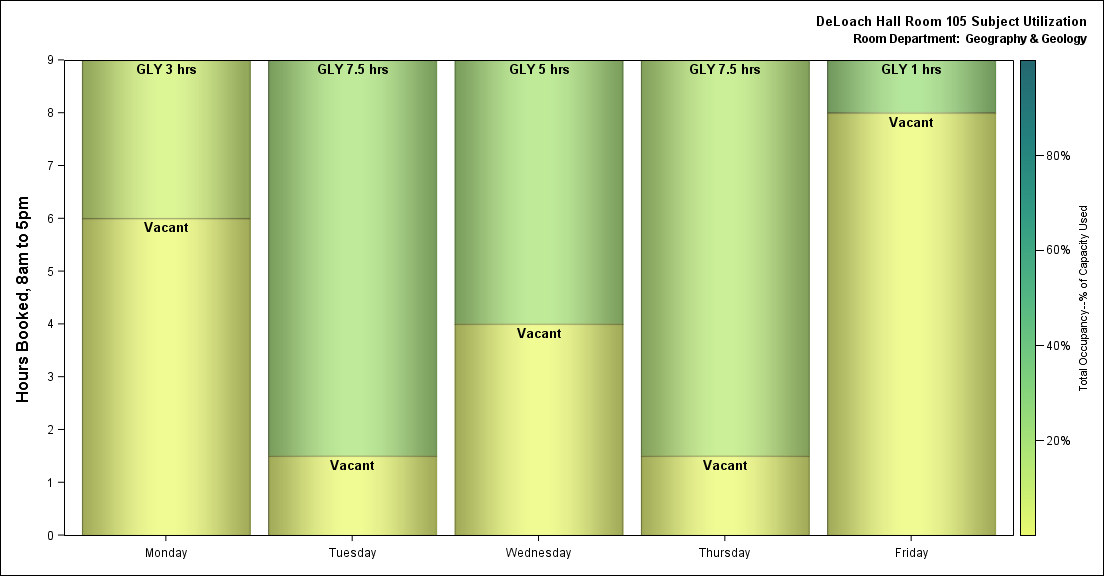 DeLoach Hall Room 105 Subject Utilization
Room Department: Geography & Geology
Hours Booked, 8am to 5pm
9
8
7
6
5
4
3
2
1
0
GLY 3 hrs
GLY 7.5 hrs
GLY 5 hrs
GLY 7.5 hrs
GLY 1 hrs
Vacant
Vacant
Vacant
Vacant
Vacant
Monday
Tuesday
Wednesday
Thursday
Friday
80%
60%
40%
20%
Total Occupancy--% of Capacity Used